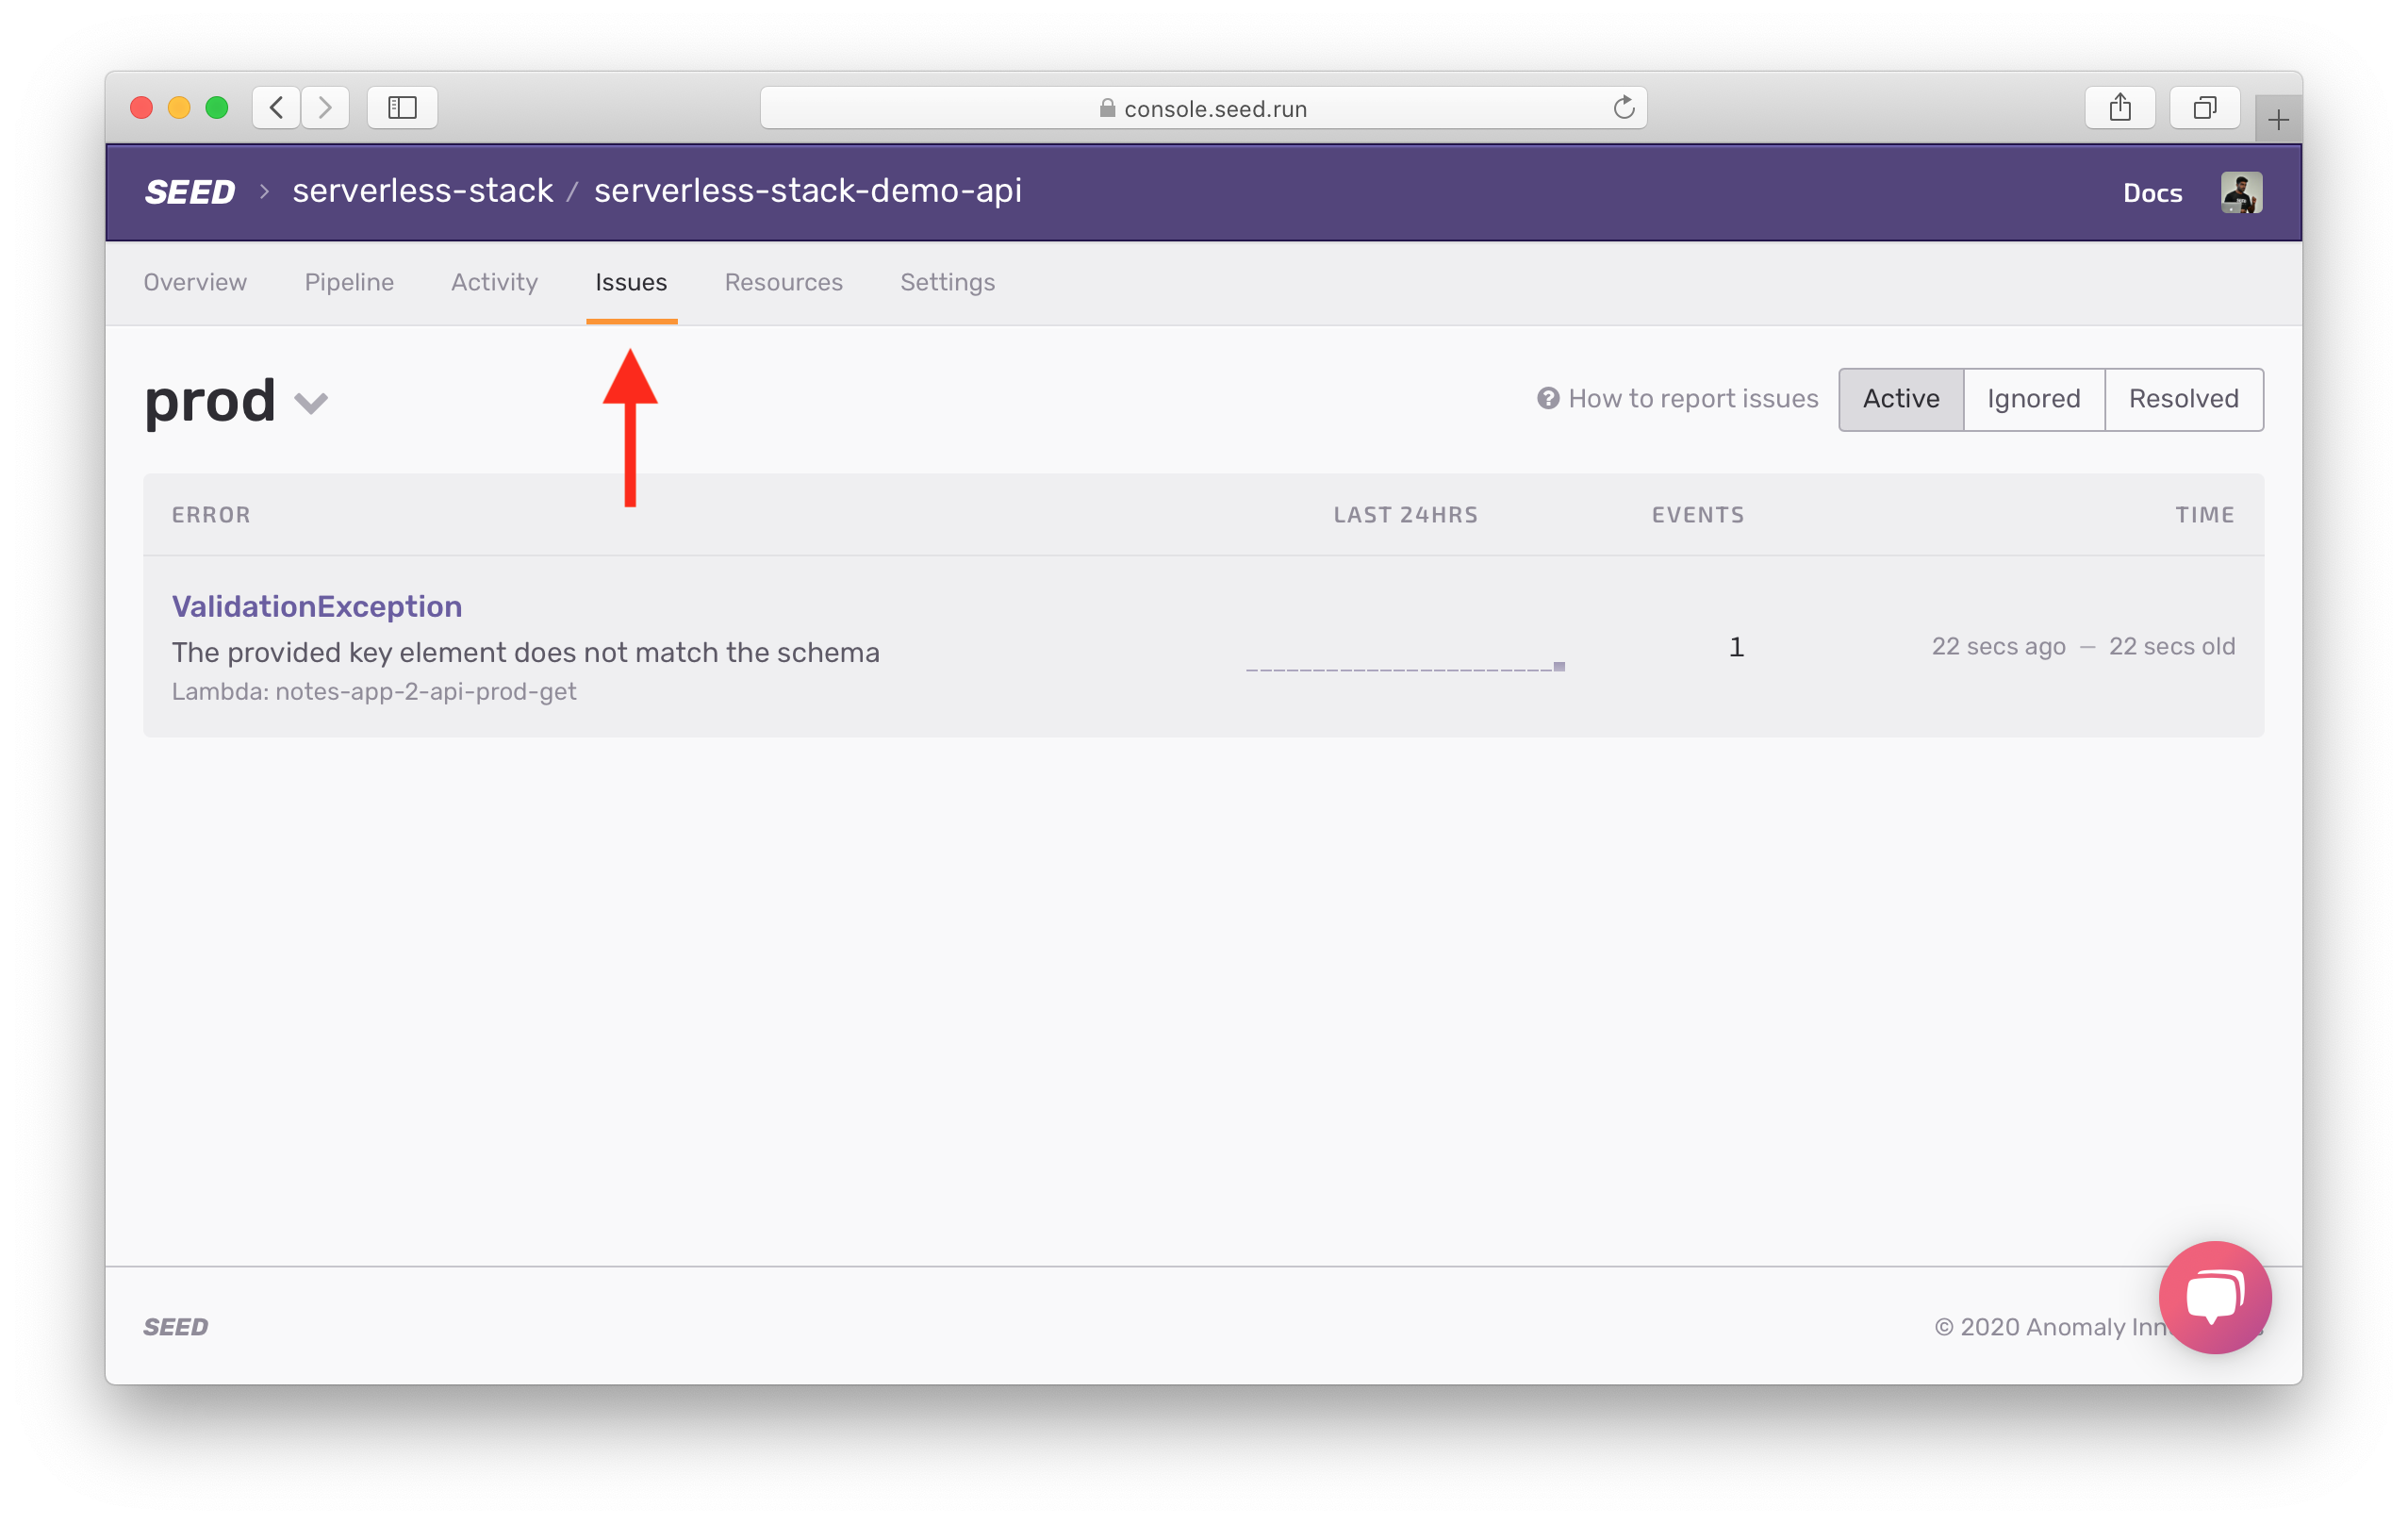 console.seed.run
SEED > serverless-stack / serverless-stack-demo-api Docs
Overview Pipeline Activity Issues Resources Settings
prod
How to report issues Active Ignored Resolved
ERROR LAST 24HRS EVENTS TIME
ValidationException
The provided key element does not match the schema
Lambda: notes-app-2-api-prod-get
1 22 secs ago — 22 secs old
SEED © 2020 Anomaly